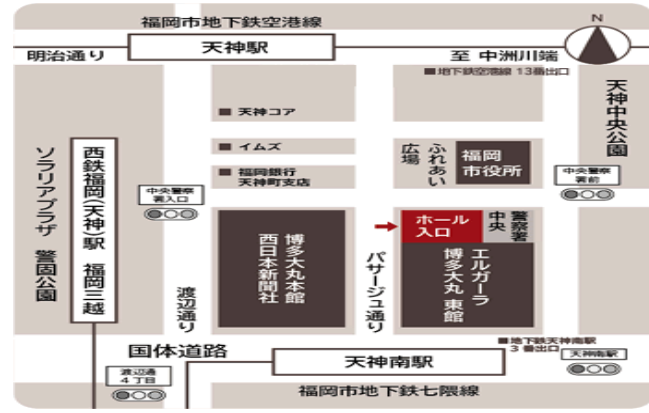 福岡市地下鉄空港線
天神駅
N
明治通り
至 中洲川端
■地下鉄空港線 13番出口
天神中央公園
■ 天神コア
■ イムズ
■ 福岡銀行
天神町支店
ふれあい
広場
福岡
市役所
中央警察
署前
ソラリアプラザ 警固公園
西鉄福岡(天神)駅 福岡三越
中央警察
署入口
渡辺通り
博多大丸本館
西日本新聞社
パサージュ通り
ホール
入口
中央
警察署
エルガーラ
博多大丸 東館
国体道路
渡辺通
4丁目
天神南駅
■地下鉄天神南駅
3番出口
天神南駅
福岡市地下鉄七隈線